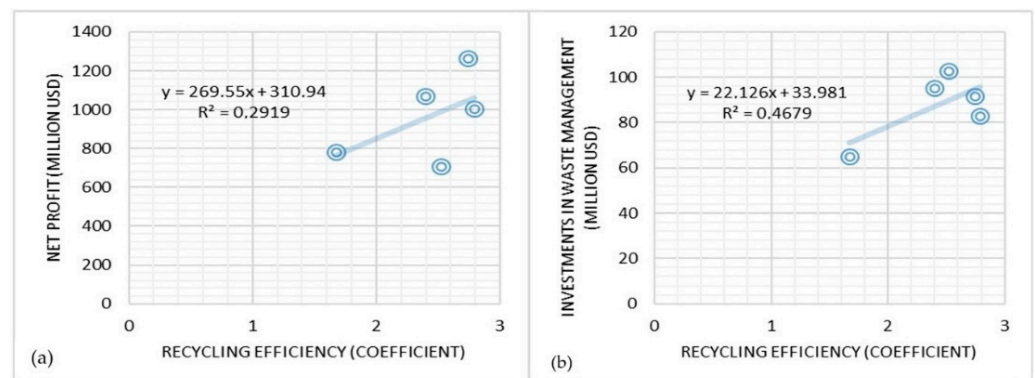 NET PROFIT (MILLION USD)
1400
1200
1000
800
600
400
200
0
y = 269.55x + 310.94
R² = 0.2919
0 1 2 3
RECYCLING EFFICIENCY (COEFFICIENT)
(a)
INVESTMENTS IN WASTE MANAGEMENT
(MILLION USD)
120
100
80
60
40
20
0
y = 22.126x + 33.981
R² = 0.4679
0 1 2 3
RECYCLING EFFICIENCY (COEFFICIENT)
(b)